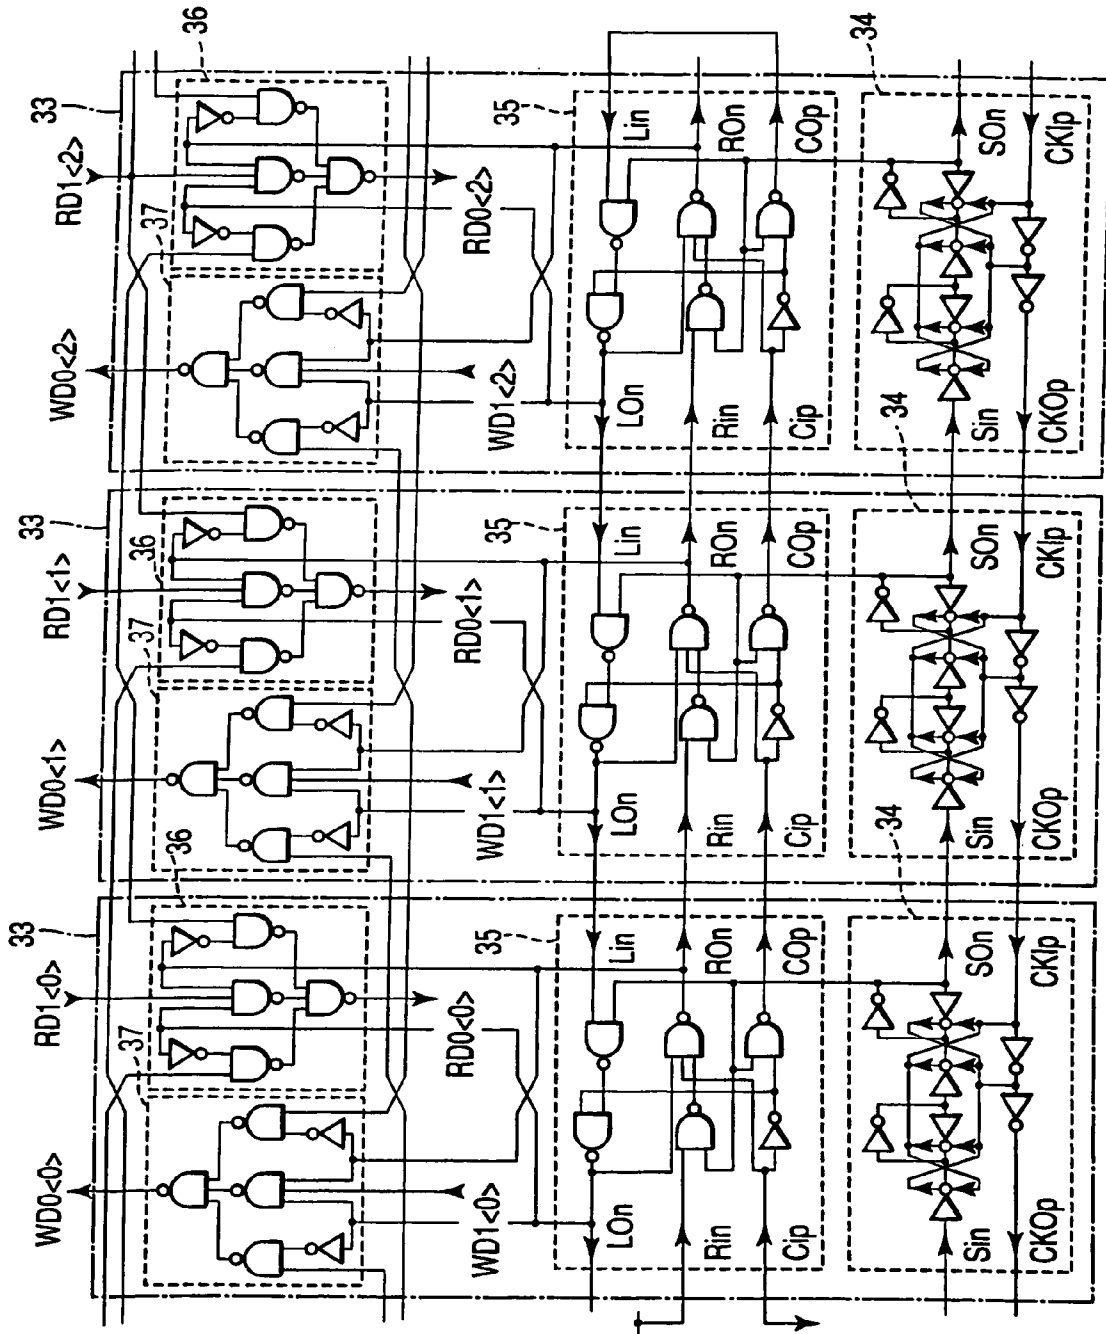 33
36
RD1<2>
37
RD0<2>
WD0<2>
WD1<2>
35
Lin
ROn
COp
LOn
Rin
Cip
34
SOn
CKIp
Sin
CKOp
33
36
RD1<1>
37
RD0<1>
WD0<1>
WD1<1>
35
Lin
ROn
COp
LOn
Rin
Cip
34
SOn
CKIp
Sin
CKOp
33
36
RD1<0>
37
RD0<0>
WD0<0>
WD1<0>
35
Lin
ROn
COp
LOn
Rin
Cip
34
SOn
CKIp
Sin
CKOp